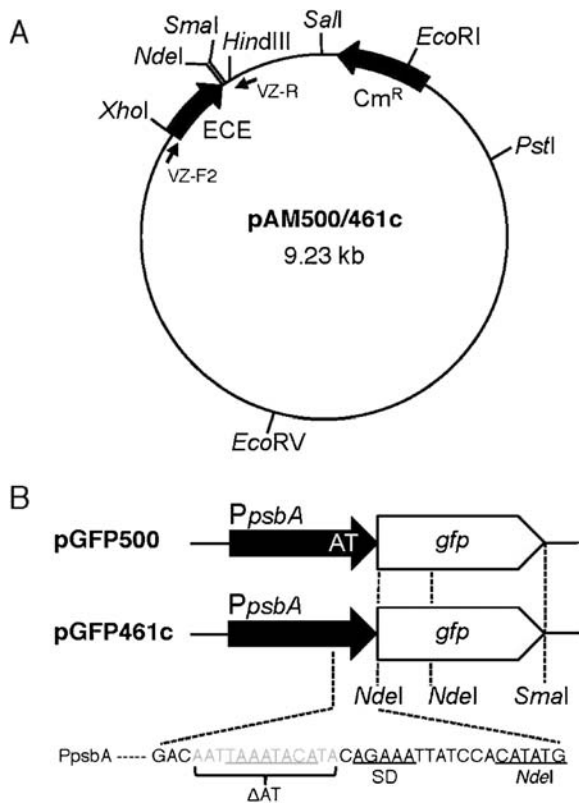 A
SmaI
NdeI
HindIII
SalI
EcoRI
VZ-R
CmR
XhoI
ECE
PstI
VZ-F2
pAM500/461c
9.23 kb
EcoRV
B
PpsbA
pGFP500
AT
gfp
PpsbA
pGFP461c
gfp
NdeI
NdeI
SmaI
PpsbA ----- GACAATTAAATACATACAGAAATTATCCACATATG
ΔAT
SD
NdeI